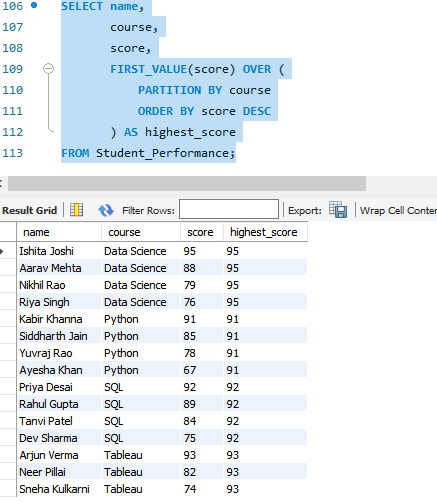 106 SELECT name,
107 course,
108 score,
109 FIRST_VALUE(score) OVER (
110 PARTITION BY course
111 ORDER BY score DESC
112 ) AS highest_score
113 FROM Student_Performance;
Result Grid Filter Rows: Export: Wrap Cell Conter
name course score highest_score
Ishita Joshi Data Science 95 95
Aarav Mehta Data Science 88 95
Nikhil Rao Data Science 79 95
Riya Singh Data Science 76 95
Kabir Khanna Python 91 91
Siddharth Jain Python 85 91
Yuvraj Rao Python 78 91
Ayesha Khan Python 67 91
Priya Desai SQL 92 92
Rahul Gupta SQL 89 92
Tanvi Patel SQL 84 92
Dev Sharma SQL 75 92
Arjun Verma Tableau 93 93
Neer Pillai Tableau 82 93
Sneha Kulkarni Tableau 74 93